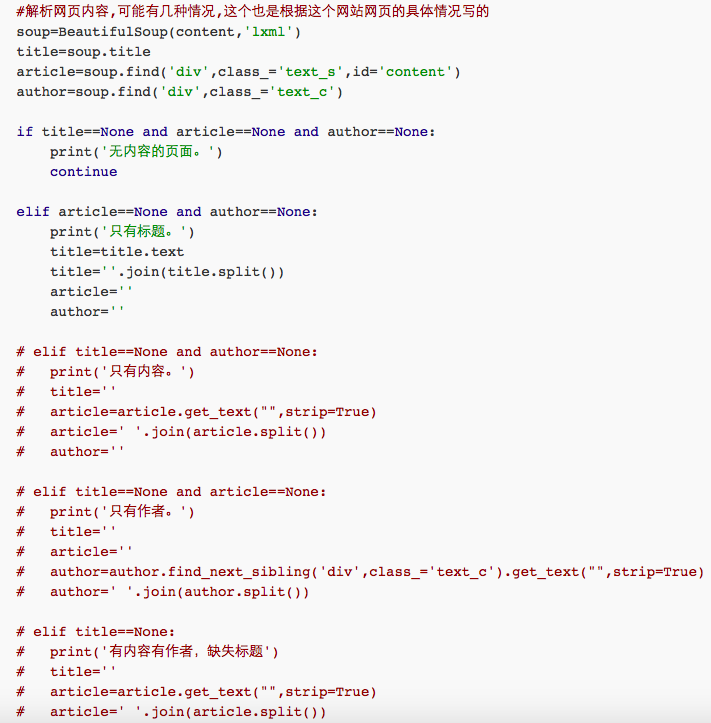 #解析网页内容,可能有几种情况,这个也是根据这个网站网页的具体情况写的
soup=BeautifulSoup(content,'lxml')
title=soup.title
article=soup.find('div',class_='text_s',id='content')
author=soup.find('div',class_='text_c')

if title==None and article==None and author==None:
    print('无内容的页面。')
    continue

elif article==None and author==None:
    print('只有标题。')
    title=title.text
    title=''.join(title.split())
    article=''
    author=''

# elif title==None and author==None:
#   print('只有内容。')
#   title=''
#   article=article.get_text("",strip=True)
#   article=' '.join(article.split())
#   author=''

# elif title==None and article==None:
#   print('只有作者。')
#   title=''
#   article=''
#   author=author.find_next_sibling('div',class_='text_c').get_text("",strip=True)
#   author=' '.join(author.split())

# elif title==None:
#   print('有内容有作者，缺失标题')
#   title=''
#   article=article.get_text("",strip=True)
#   article=' '.join(article.split())